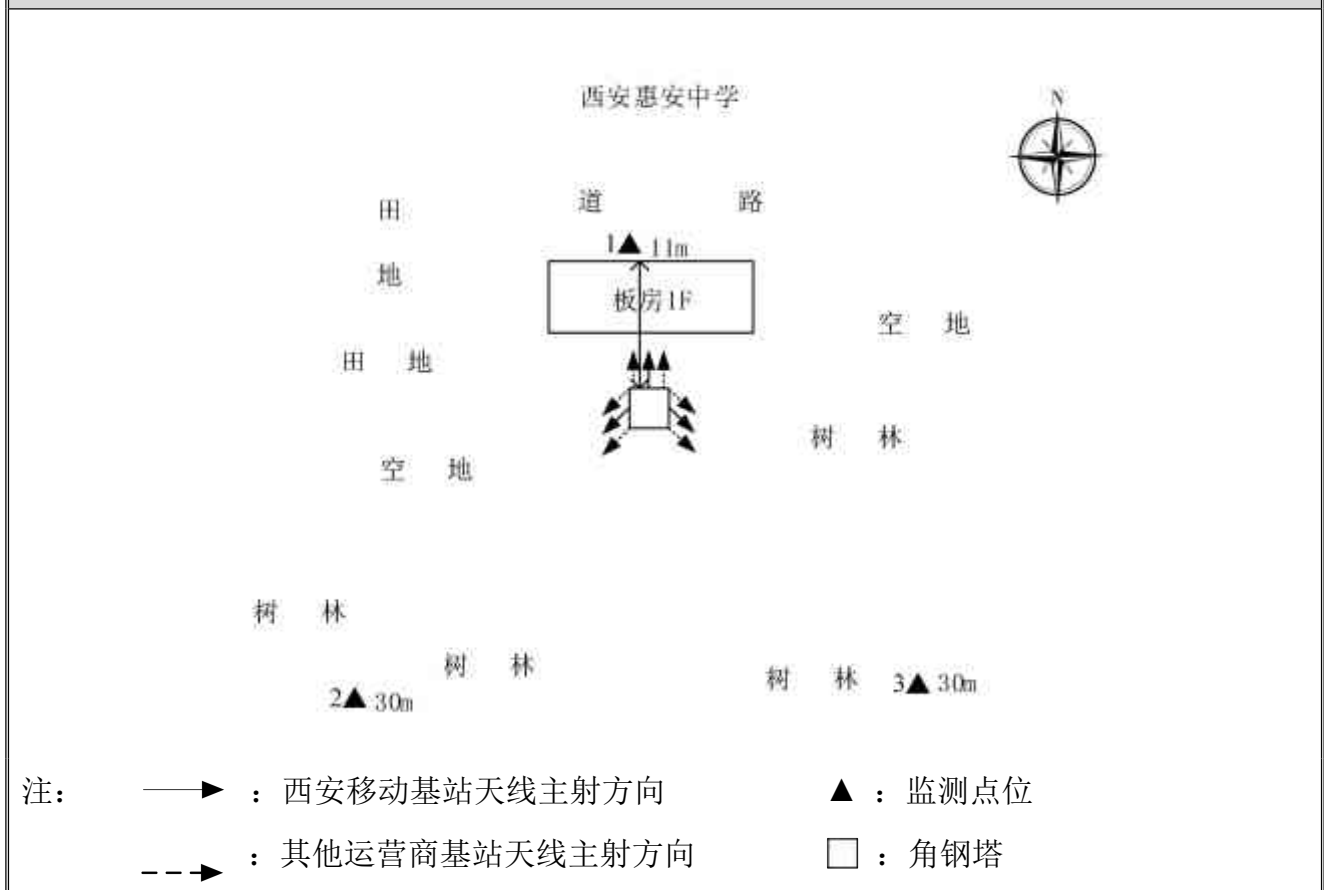 西安惠安中学
N
田
道 路
1▲ 11m
地
板房1F
空 地
田 地
树 林
空 地
树 林
树 林
树 林 3▲ 30m
2▲ 30m
注： ：西安移动基站天线主射方向 ▲ ：监测点位
：其他运营商基站天线主射方向 □ ：角钢塔